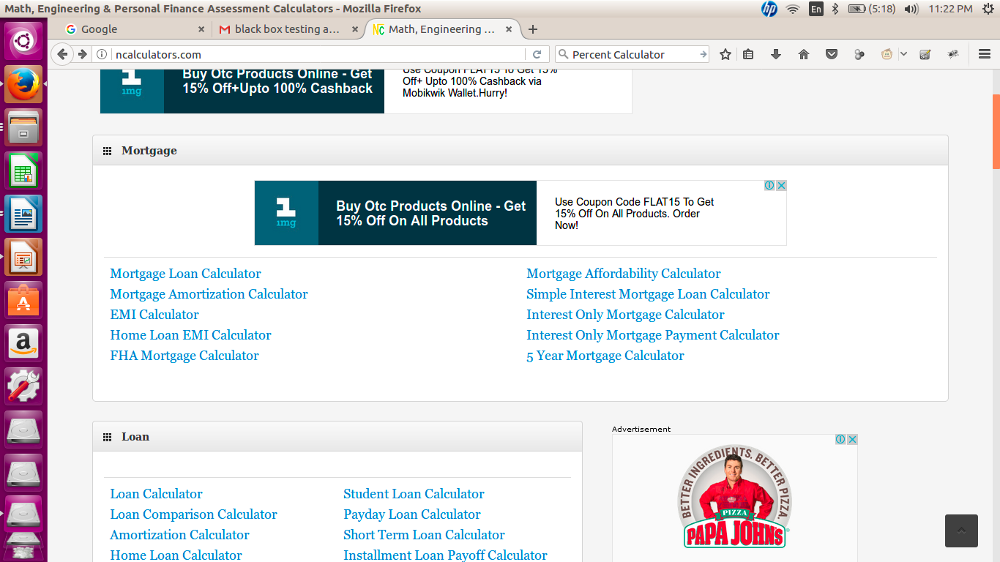 Math, Engineering & Personal Finance Assessment Calculators - Mozilla Firefox
En
(5:18)
11:22 PM
Google
black box testing a...
Math, Engineering ...
ncalculators.com
Percent Calculator
1mg
Buy Otc Products Online - Get
15% Off+Upto 100% Cashback
Use Coupon FLAT15 To Get 15%
Off+ Upto 100% Cashback via
Mobikwik Wallet.Hurry!
Mortgage
1mg
Buy Otc Products Online - Get
15% Off On All Products
Use Coupon Code FLAT15 To Get
15% Off On All Products. Order
Now!
Mortgage Loan Calculator
Mortgage Amortization Calculator
EMI Calculator
Home Loan EMI Calculator
FHA Mortgage Calculator
Mortgage Affordability Calculator
Simple Interest Mortgage Loan Calculator
Interest Only Mortgage Calculator
Interest Only Mortgage Payment Calculator
5 Year Mortgage Calculator
Loan
Loan Calculator
Loan Comparison Calculator
Amortization Calculator
Home Loan Calculator
Student Loan Calculator
Payday Loan Calculator
Short Term Loan Calculator
Installment Loan Payoff Calculator
Advertisement
BETTER INGREDIENTS. BETTER PIZZA.
PIZZA
PAPA JOHN'S